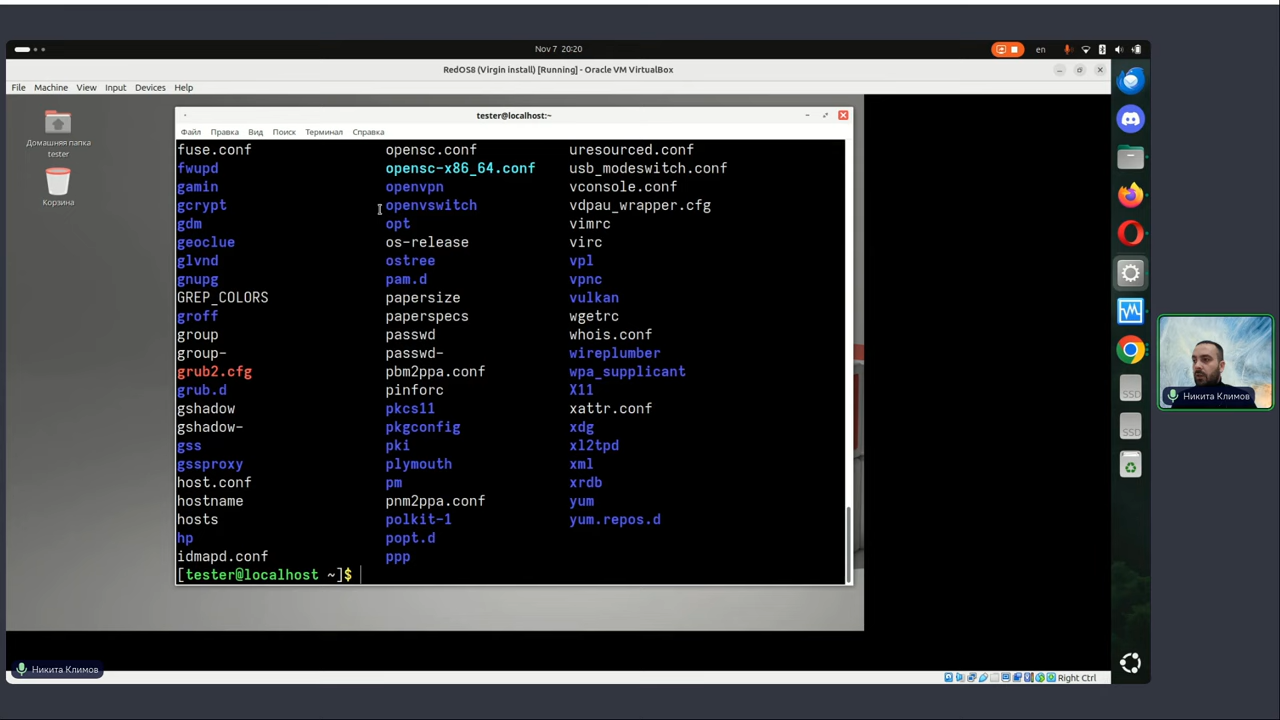 Nov 7 20:20
en
RedOS8 (Virgin install) [Running] - Oracle VM VirtualBox
File Machine View Input Devices Help
tester@localhost:~
Файл Правка Вид Поиск Терминал Справка
Домашняя папка
tester
Корзина
fuse.conf opensc.conf uresourced.conf
fwupd opensc-x86_64.conf usb_modeswitch.conf
gamin openvpn vconsole.conf
gcrypt openvswitch vdpau_wrapper.cfg
gdm opt vimrc
geoclue os-release virc
glvnd ostree vpl
gnupg pam.d vpnc
GREP_COLORS papersize vulkan
groff paperspecs wgetrc
group passwd whois.conf
group- passwd- wireplumber
grub2.cfg pbm2ppa.conf wpa_supplicant
grub.d pinforc X11
gshadow pkcs11 xattr.conf
gshadow- pkgconfig xdg
gss pki xl2tpd
gssproxy plymouth xml
host.conf pm xrdb
hostname pnm2ppa.conf yum
hosts polkit-1 yum.repos.d
hp popt.d
idmapd.conf ppp
[tester@localhost ~]$
SSD
SSD
Никита Климов
Никита Климов
Right Ctrl